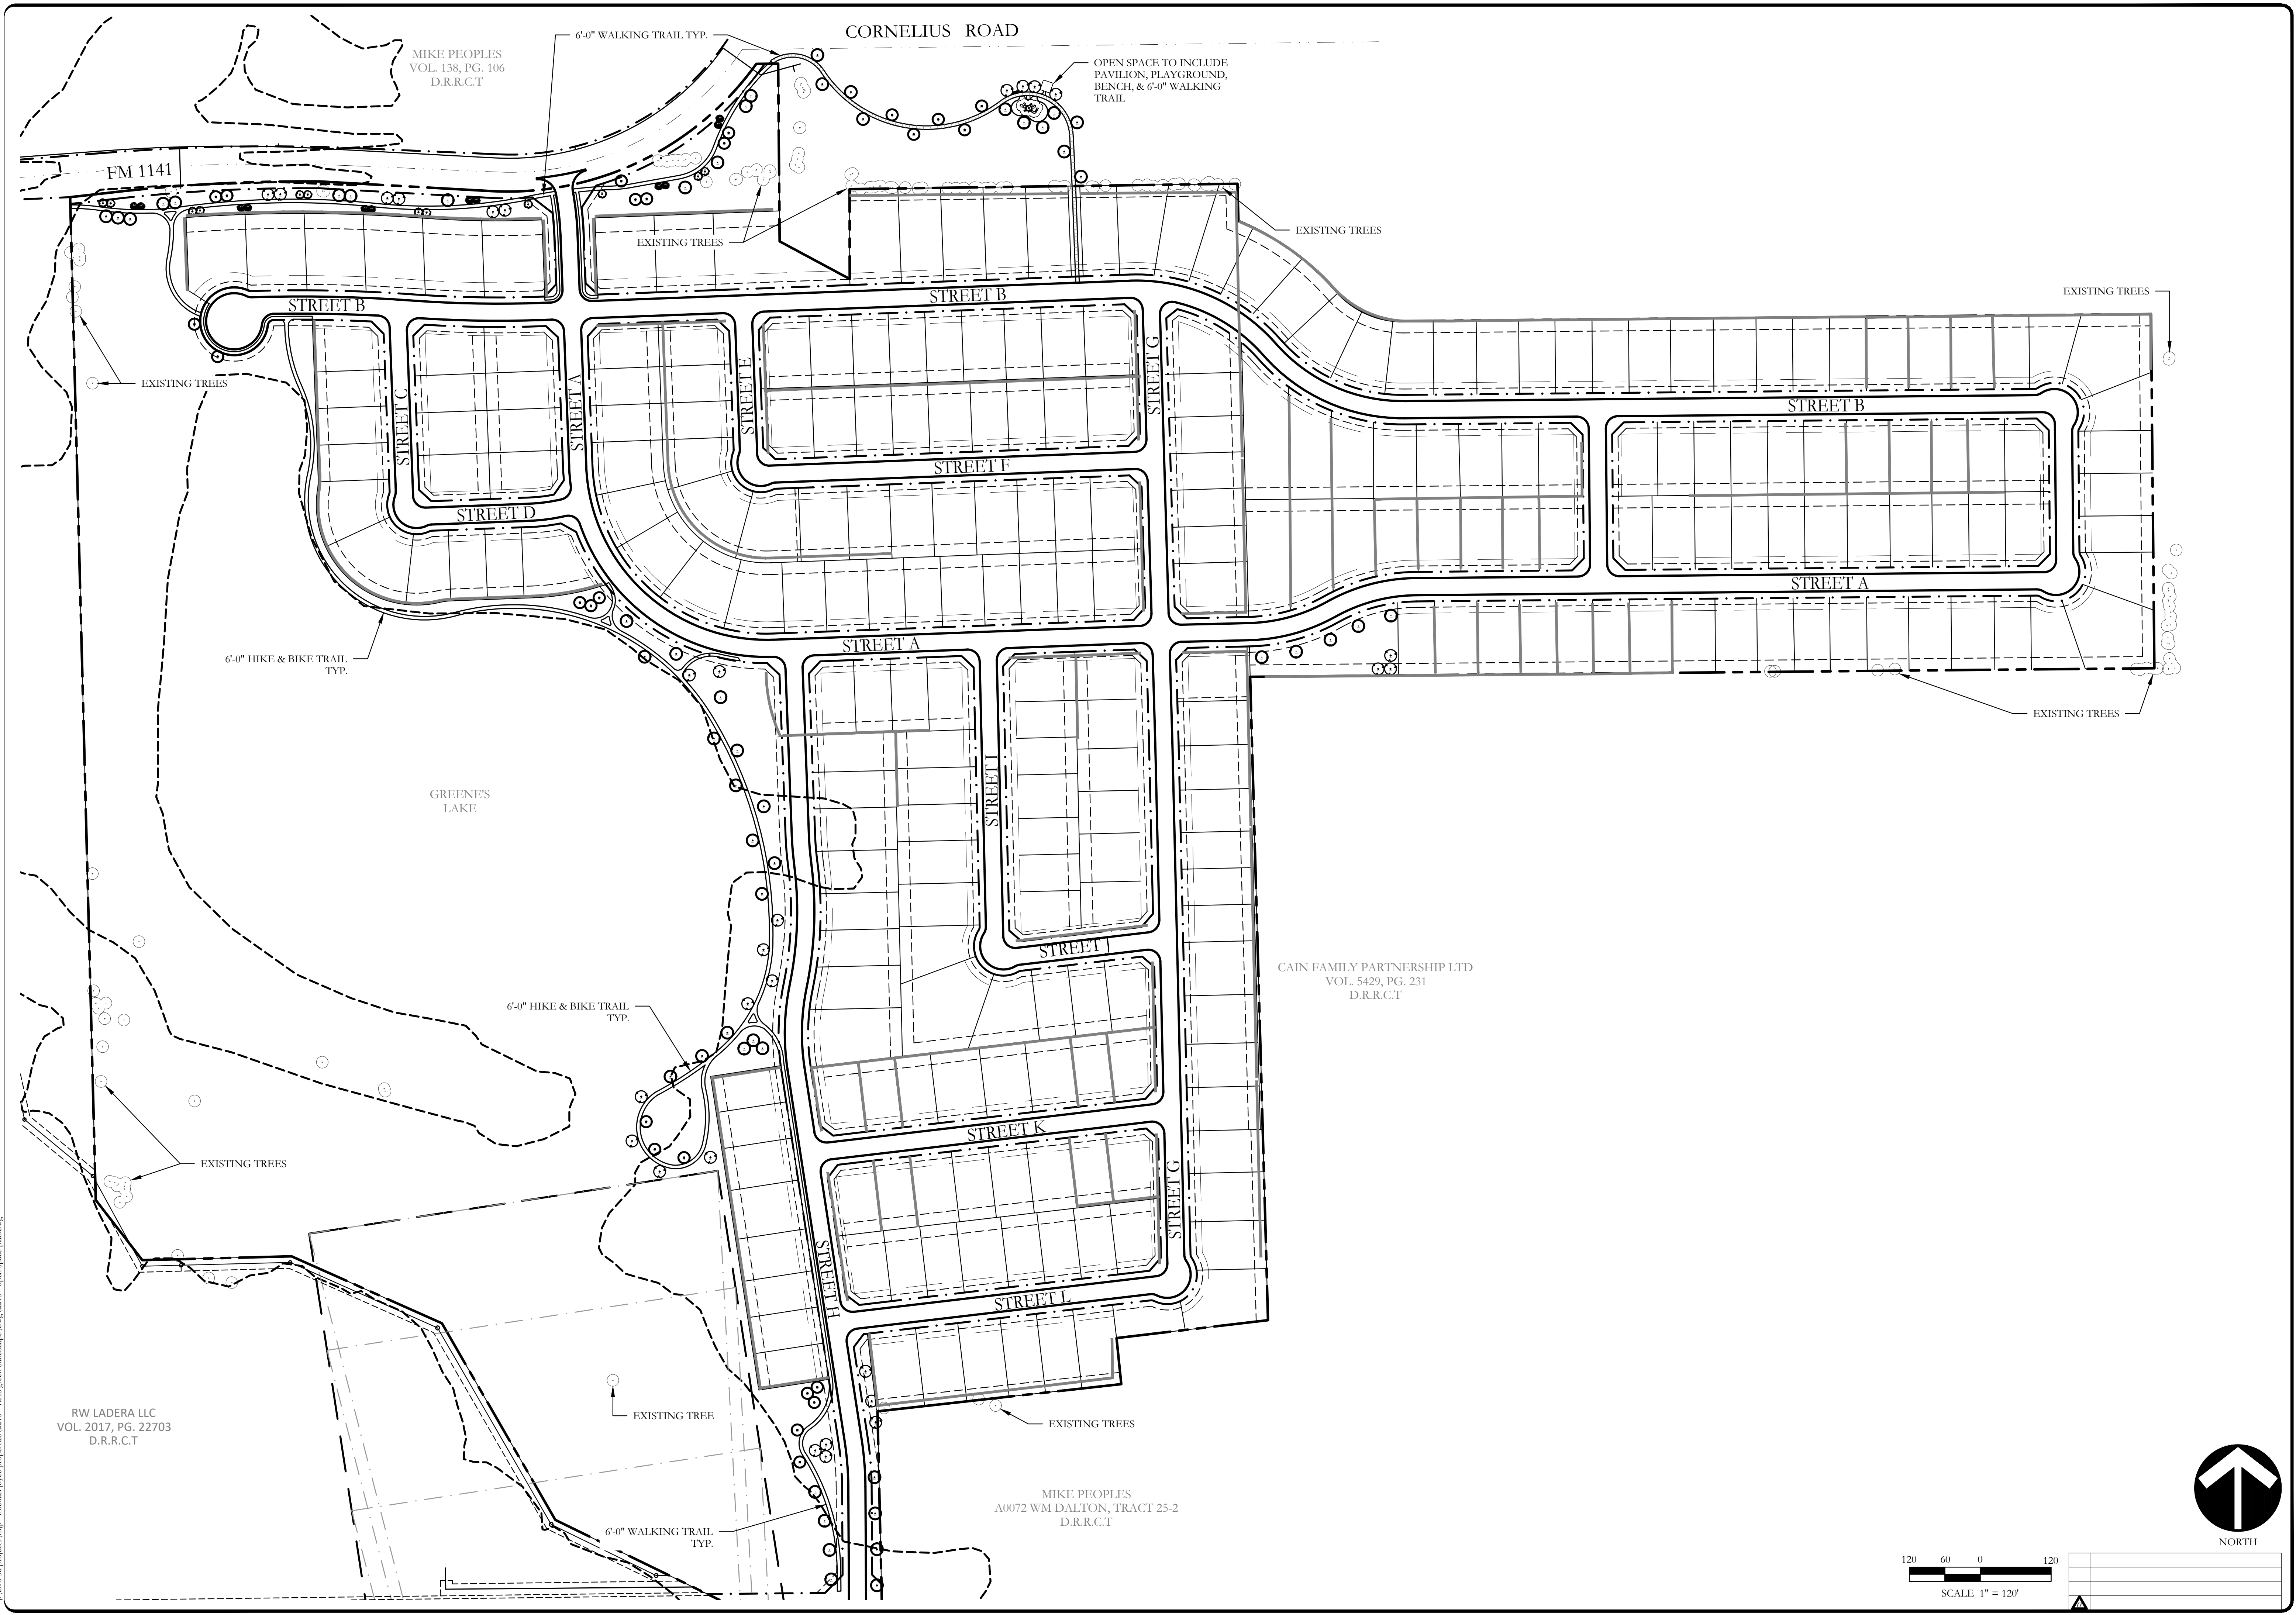 CORNELIUS ROAD
6'-0" WALKING TRAIL TYP.
MIKE PEOPLES
VOL. 138, PG. 106
D.R.R.C.T
OPEN SPACE TO INCLUDE
PAVILION, PLAYGROUND,
BENCH, & 6'-0" WALKING
TRAIL
FM 1141
EXISTING TREES
EXISTING TREES
EXISTING TREES
STREET B
STREET B
EXISTING TREES
STREET C
STREET A
STREET E
STREET G
STREET B
STREET F
STREET D
STREET A
STREET A
6'-0" HIKE & BIKE TRAIL
TYP.
EXISTING TREES
GREENE'S
LAKE
STREET I
STREET J
CAIN FAMILY PARTNERSHIP LTD
VOL. 5429, PG. 231
D.R.R.C.T
6'-0" HIKE & BIKE TRAIL
TYP.
STREET K
EXISTING TREES
STREET G
STREET H
STREET L
RW LADERA LLC
VOL. 2017, PG. 22703
D.R.R.C.T
EXISTING TREE
EXISTING TREES
MIKE PEOPLES
A0072 WM DALTON, TRACT 25-2
D.R.R.C.T
6'-0" WALKING TRAIL
TYP.
NORTH
120 60 0 120
SCALE 1" = 120'